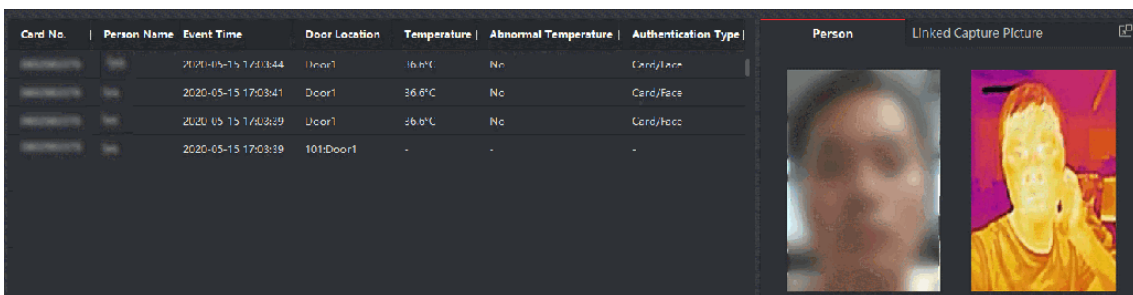 Card No. | Person Name Event Time Door Location Temperature | Abnormal Temperature | Authentication Type |
2020-05-15 17:03:44 Door1 36.6°C No Card/Face
2020-05-15 17:03:41 Door1 36.6°C No Card/Face
2020-05-15 17:03:39 Door1 36.6°C No Card/Face
2020-05-15 17:03:39 101:Door1 - - -
Person Linked Capture Picture